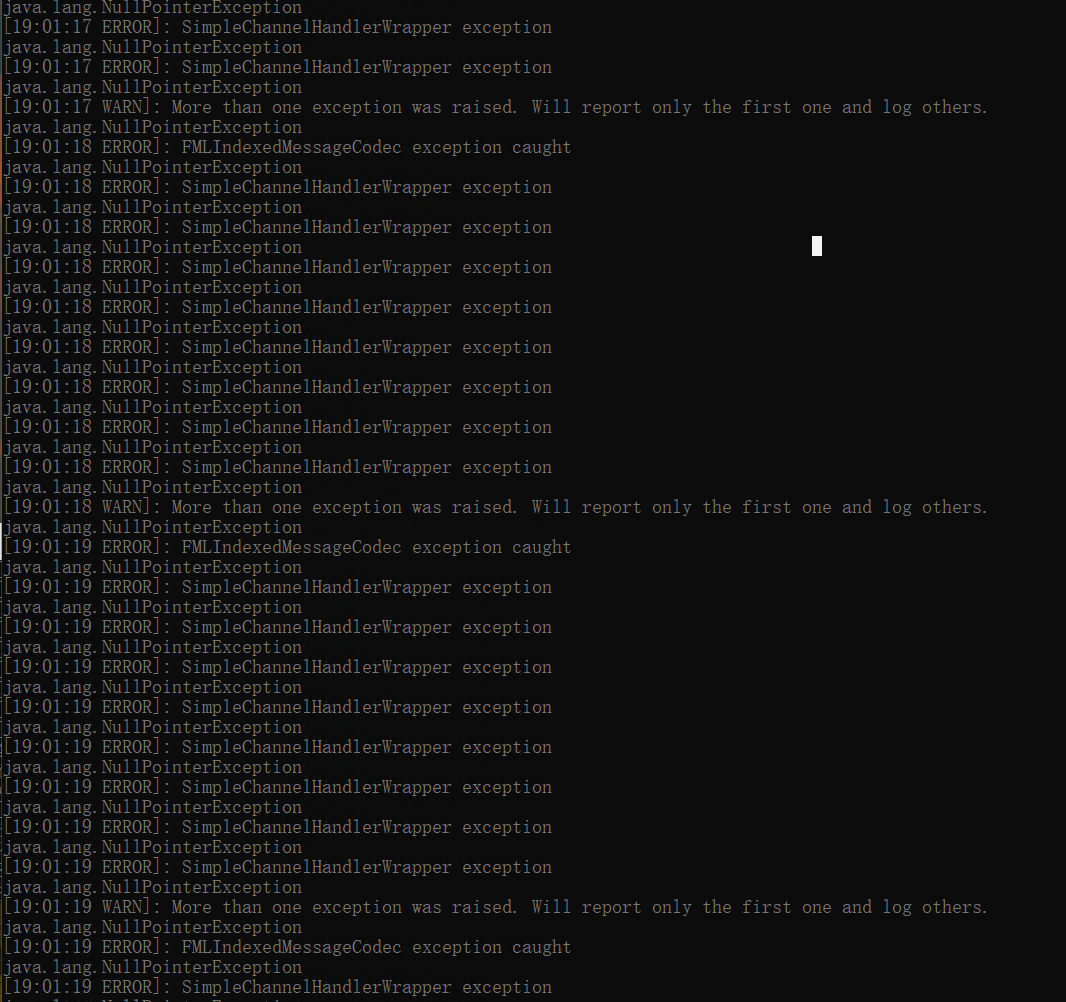 java.lang.NullPointerException
[19:01:17 ERROR]: SimpleChannelHandlerWrapper exception
java.lang.NullPointerException
[19:01:17 ERROR]: SimpleChannelHandlerWrapper exception
java.lang.NullPointerException
[19:01:17 WARN]: More than one exception was raised. Will report only the first one and log others.
java.lang.NullPointerException
[19:01:18 ERROR]: FMLIndexedMessageCodec exception caught
java.lang.NullPointerException
[19:01:18 ERROR]: SimpleChannelHandlerWrapper exception
java.lang.NullPointerException
[19:01:18 ERROR]: SimpleChannelHandlerWrapper exception
java.lang.NullPointerException
[19:01:18 ERROR]: SimpleChannelHandlerWrapper exception
java.lang.NullPointerException
[19:01:18 ERROR]: SimpleChannelHandlerWrapper exception
java.lang.NullPointerException
[19:01:18 ERROR]: SimpleChannelHandlerWrapper exception
java.lang.NullPointerException
[19:01:18 ERROR]: SimpleChannelHandlerWrapper exception
java.lang.NullPointerException
[19:01:18 ERROR]: SimpleChannelHandlerWrapper exception
java.lang.NullPointerException
[19:01:18 ERROR]: SimpleChannelHandlerWrapper exception
java.lang.NullPointerException
[19:01:18 WARN]: More than one exception was raised. Will report only the first one and log others.
java.lang.NullPointerException
[19:01:19 ERROR]: FMLIndexedMessageCodec exception caught
java.lang.NullPointerException
[19:01:19 ERROR]: SimpleChannelHandlerWrapper exception
java.lang.NullPointerException
[19:01:19 ERROR]: SimpleChannelHandlerWrapper exception
java.lang.NullPointerException
[19:01:19 ERROR]: SimpleChannelHandlerWrapper exception
java.lang.NullPointerException
[19:01:19 ERROR]: SimpleChannelHandlerWrapper exception
java.lang.NullPointerException
[19:01:19 ERROR]: SimpleChannelHandlerWrapper exception
java.lang.NullPointerException
[19:01:19 ERROR]: SimpleChannelHandlerWrapper exception
java.lang.NullPointerException
[19:01:19 ERROR]: SimpleChannelHandlerWrapper exception
java.lang.NullPointerException
[19:01:19 ERROR]: SimpleChannelHandlerWrapper exception
java.lang.NullPointerException
[19:01:19 WARN]: More than one exception was raised. Will report only the first one and log others.
java.lang.NullPointerException
[19:01:19 ERROR]: FMLIndexedMessageCodec exception caught
java.lang.NullPointerException
[19:01:19 ERROR]: SimpleChannelHandlerWrapper exception